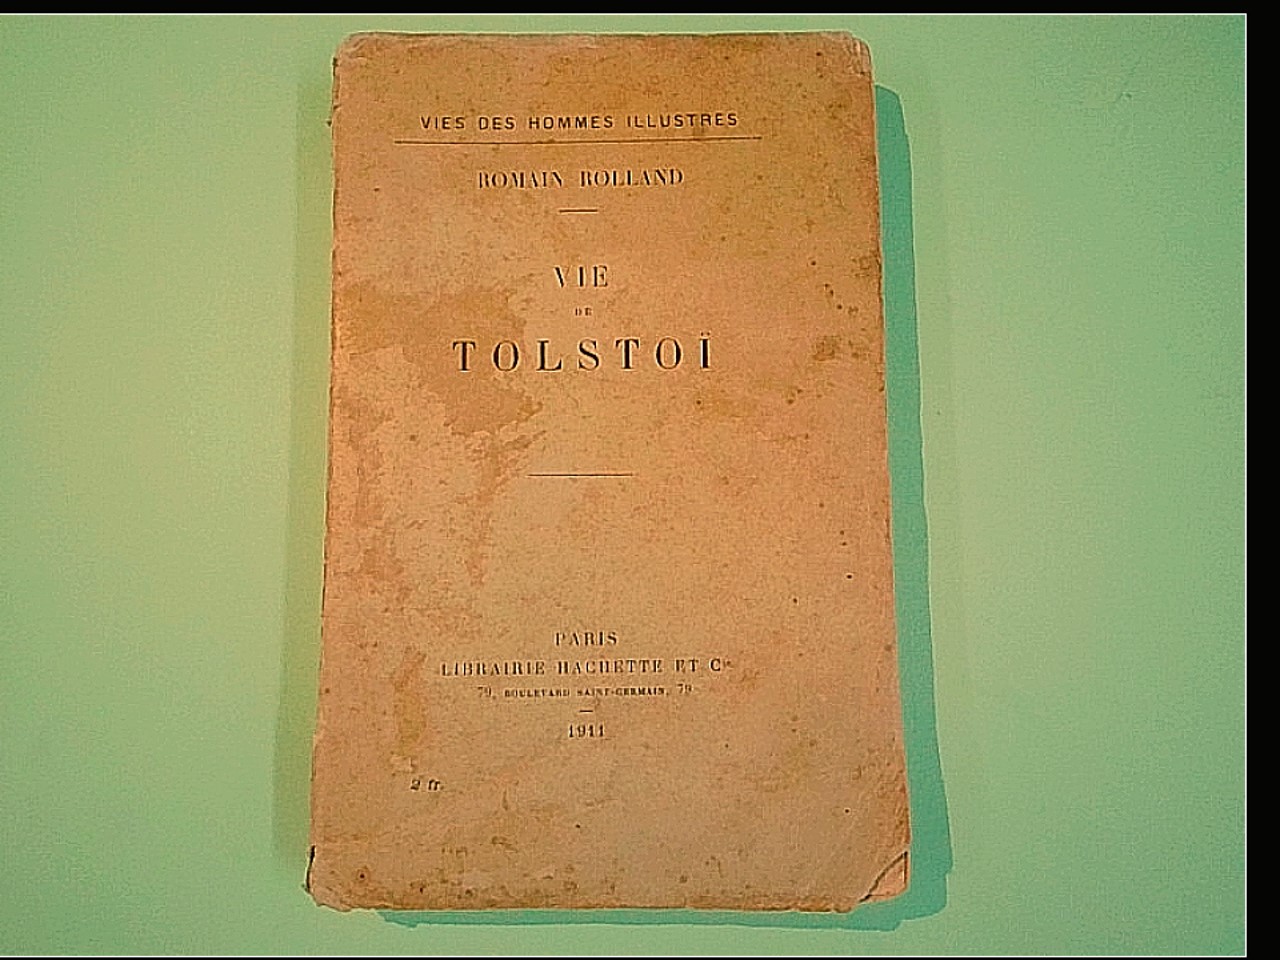 VIES DES HOMMES ILLUSTRES
ROMAIN ROLLAND
VIE
DE
TOLSTOÏ
PARIS
LIBRAIRIE HACHETTE ET Cie
79, BOULEVARD SAINT-GERMAIN, 79
1911
2 fr.